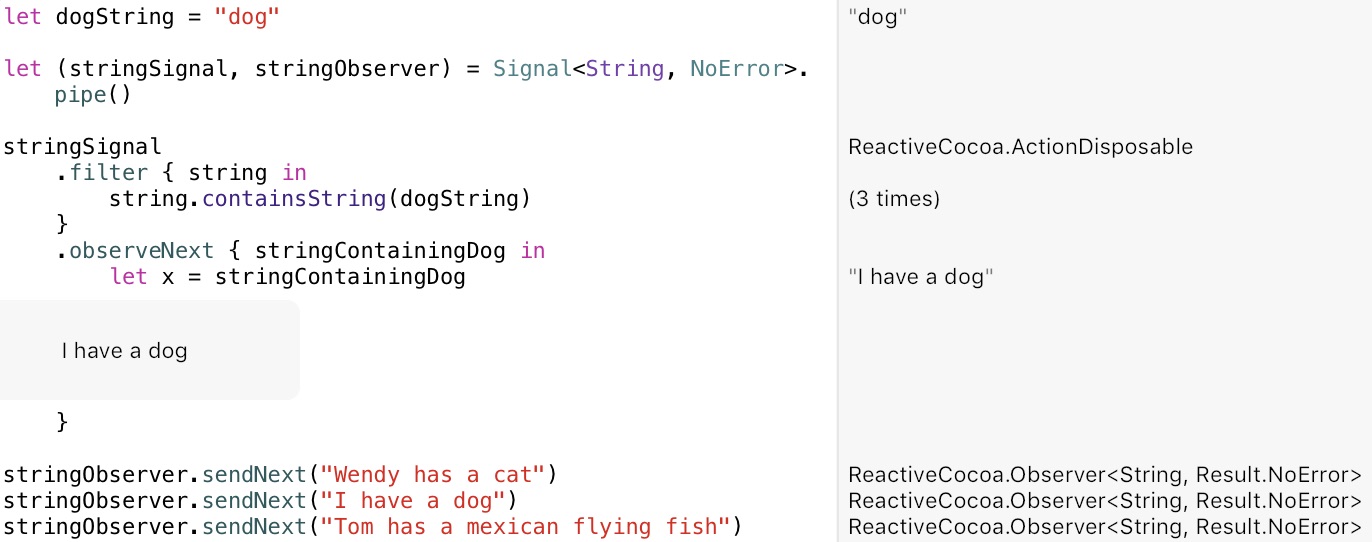 let dogString = "dog" "dog"
let (stringSignal, stringObserver) = Signal<String, NoError>.
pipe()
stringSignal ReactiveCocoa.ActionDisposable
.filter { string in
string.containsString(dogString) (3 times)
}
.observeNext { stringContainingDog in
let x = stringContainingDog "I have a dog"
I have a dog
}
stringObserver.sendNext("Wendy has a cat") ReactiveCocoa.Observer<String, Result.NoError>
stringObserver.sendNext("I have a dog") ReactiveCocoa.Observer<String, Result.NoError>
stringObserver.sendNext("Tom has a mexican flying fish") ReactiveCocoa.Observer<String, Result.NoError>